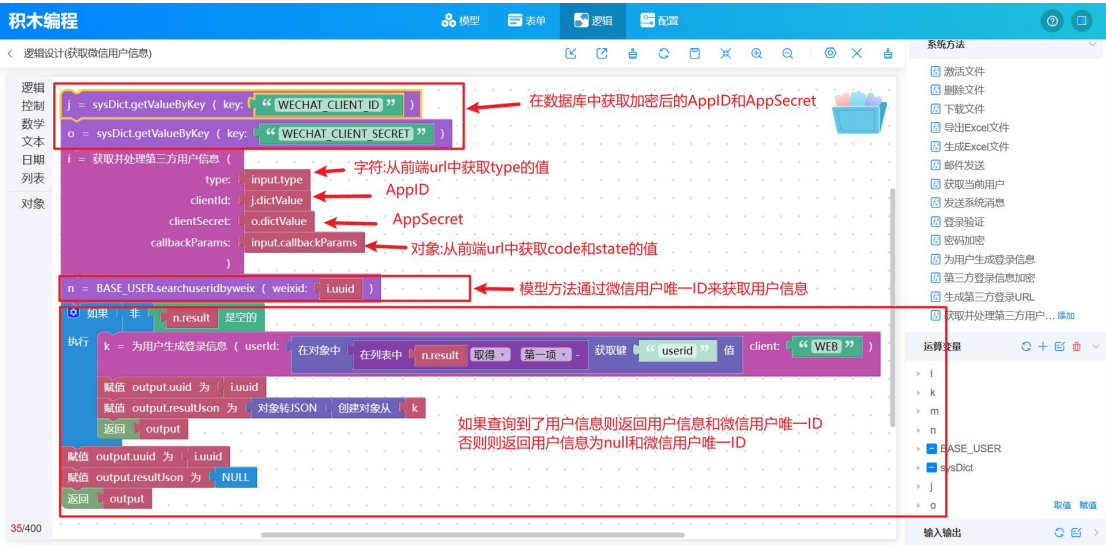 积木编程
模型 表单 逻辑 配置
逻辑设计(获取微信用户信息)
逻辑
控制
数学
文本
日期
列表
对象
j = sysDict.getValueByKey ( key: “ WECHAT_CLIENT_ID ” )
o = sysDict.getValueByKey ( key: “ WECHAT_CLIENT_SECRET ” )
在数据库中获取加密后的AppID和AppSecret
i = 获取并处理第三方用户信息 (
type: input.type
字符:从前端url中获取type的值
clientId: j.dictValue
AppID
clientSecret: o.dictValue
AppSecret
callbackParams: input.callbackParams
对象:从前端url中获取code和state的值
)
n = BASE_USER.searchuseridbyweix ( weixid: i.uuid )
模型方法通过微信用户唯一ID来获取用户信息
如果 非 n.result 是空的
执行 k = 为用户生成登录信息 ( userId: 在对象中 在列表中 n.result 取得 第一项 - 获取键 “ userid ” 值 client: “ WEB ” )
赋值 output.uuid 为 i.uuid
赋值 output.resultJson 为 对象转JSON 创建对象从 k
返回 output
如果查询到了用户信息则返回用户信息和微信用户唯一ID
否则则返回用户信息为null和微信用户唯一ID
赋值 output.uuid 为 i.uuid
赋值 output.resultJson 为 NULL
返回 output
35/400
系统方法
激活文件
删除文件
下载文件
导出Excel文件
生成Excel文件
邮件发送
获取当前用户
发送系统消息
登录验证
密码加密
为用户生成登录信息
第三方登录信息加密
生成第三方登录URL
获取并处理第三方用户... 添加
运算变量
i
k
m
n
BASE_USER
sysDict
j
o
取值 赋值
输入输出